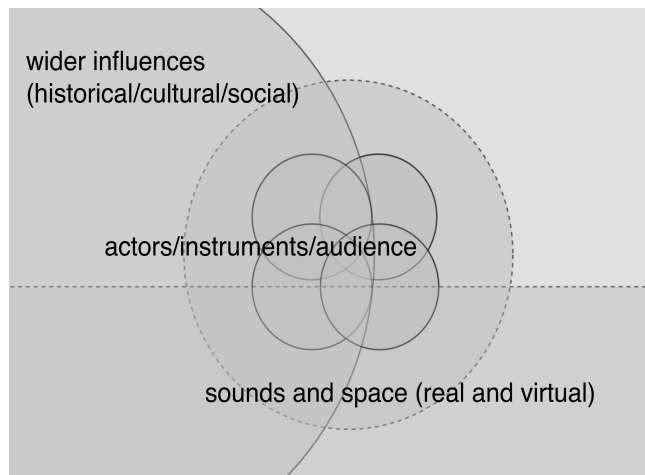 wider influences
(historical/cultural/social)
actors/instruments/audience
sounds and space (real and virtual)